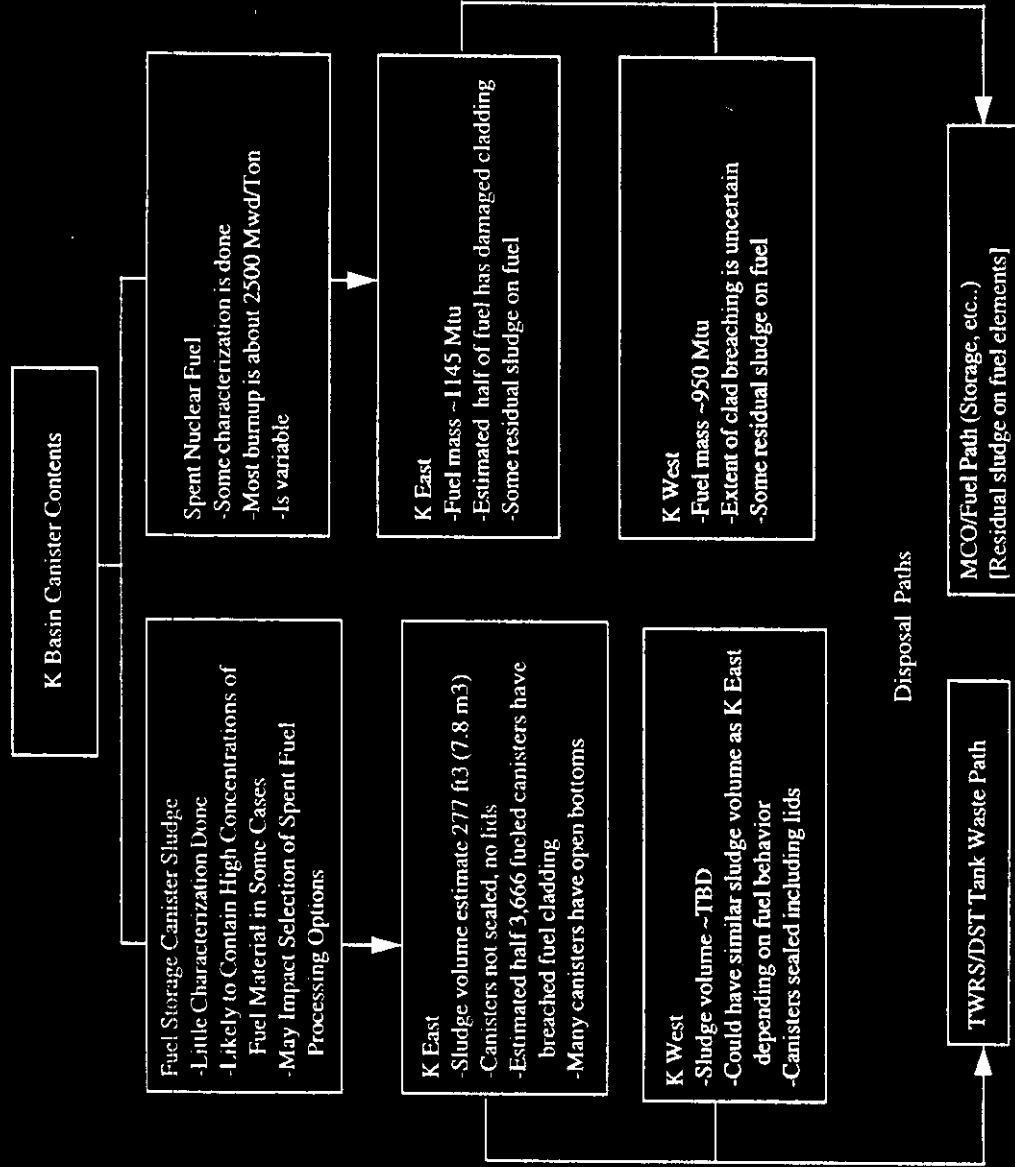 K Basin Canister Contents
Fuel Storage Canister Sludge
-Little Characterization Done
-Likely to Contain High Concentrations of
Fuel Material in Some Cases
-May Impact Selection of Spent Fuel
Processing Options
K East
-Sludge volume estimate 277 ft3 (7.8 m3)
-Canisters not sealed, no lids
-Estimated half 3,666 fueled canisters have
breached fuel cladding
-Many canisters have open bottoms
K West
-Sludge volume ~TBD
-Could have similar sludge volume as K East
depending on fuel behavior
-Canisters sealed including lids
Spent Nuclear Fuel
-Some characterization is done
-Most burnup is about 2500 Mwd/Ton
-Is variable
K East
-Fuel mass ~1145 Mtu
-Estimated half of fuel has damaged cladding
-Some residual sludge on fuel
K West
-Fuel mass ~950 Mtu
-Extent of clad breaching is uncertain
-Some residual sludge on fuel
Disposal Paths
TWRS/DST Tank Waste Path
MCO/Fuel Path (Storage, etc..)
[Residual sludge on fuel elements]